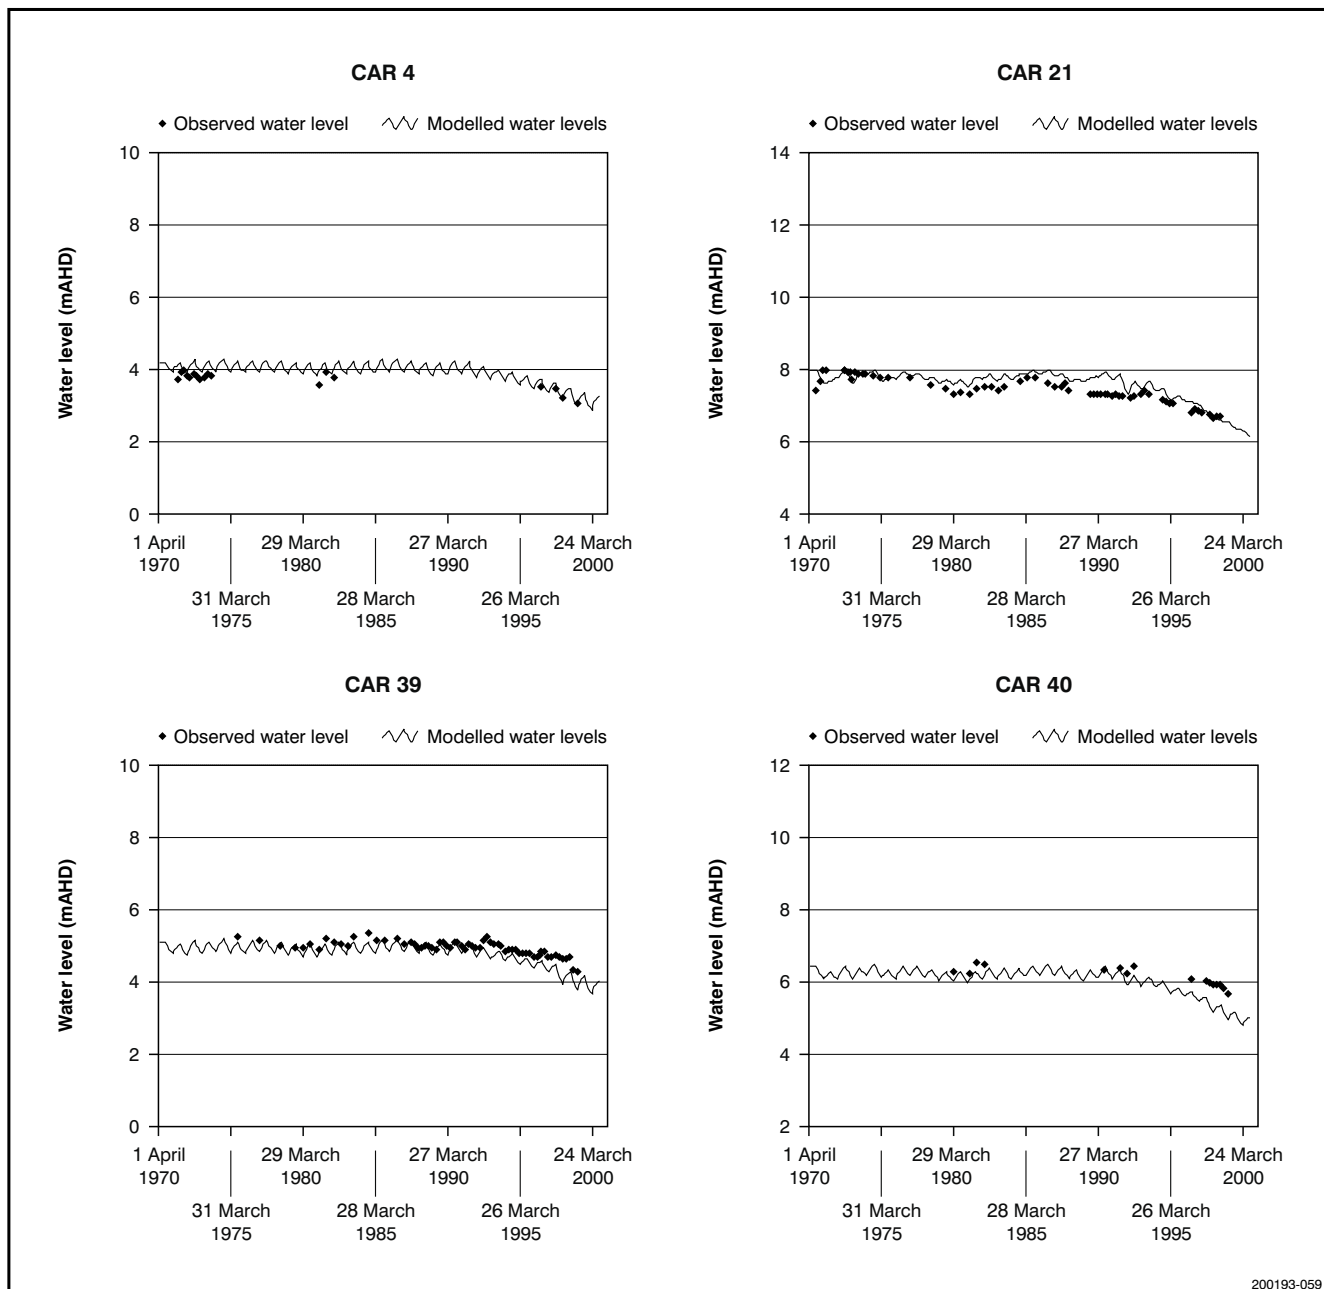 CAR 4
Observed water level Modelled water levels
Water level (mAHD)
10
8
6
4
2
0
1 April 1970
31 March 1975
29 March 1980
28 March 1985
27 March 1990
26 March 1995
24 March 2000
CAR 21
Observed water level Modelled water levels
Water level (mAHD)
14
12
10
8
6
4
1 April 1970
31 March 1975
29 March 1980
28 March 1985
27 March 1990
26 March 1995
24 March 2000
CAR 39
Observed water level Modelled water levels
Water level (mAHD)
10
8
6
4
2
0
1 April 1970
31 March 1975
29 March 1980
28 March 1985
27 March 1990
26 March 1995
24 March 2000
CAR 40
Observed water level Modelled water levels
Water level (mAHD)
12
10
8
6
4
2
1 April 1970
31 March 1975
29 March 1980
28 March 1985
27 March 1990
26 March 1995
24 March 2000
200193-059